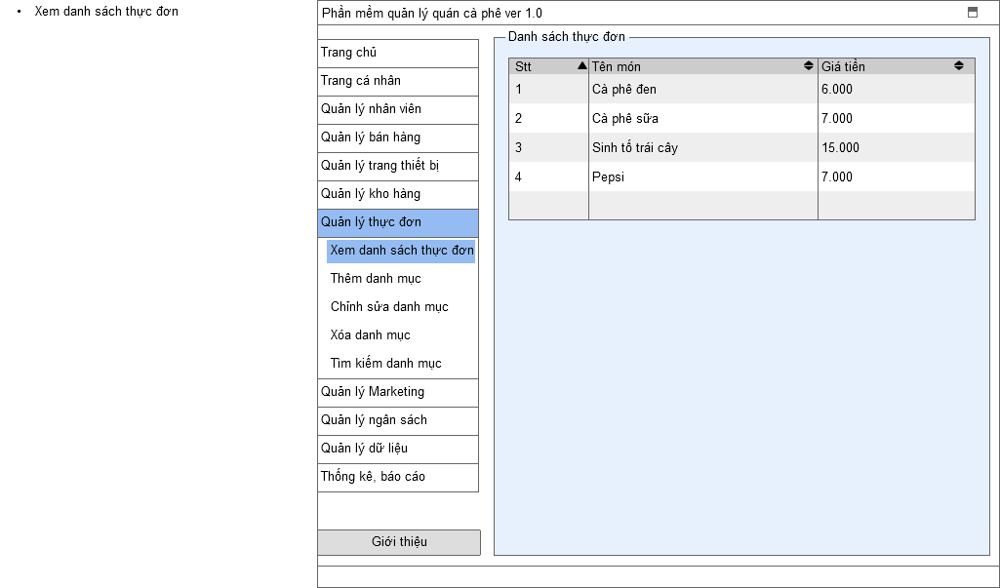 • Xem danh sách thực đơn
Phần mềm quản lý quán cà phê ver 1.0
Trang chủ
Trang cá nhân
Quản lý nhân viên
Quản lý bán hàng
Quản lý trang thiết bị
Quản lý kho hàng
Quản lý thực đơn
Xem danh sách thực đơn
Thêm danh mục
Chỉnh sửa danh mục
Xóa danh mục
Tìm kiếm danh mục
Quản lý Marketing
Quản lý ngân sách
Quản lý dữ liệu
Thống kê, báo cáo
Giới thiệu
Danh sách thực đơn
Stt Tên món Giá tiền
1 Cà phê đen 6.000
2 Cà phê sữa 7.000
3 Sinh tố trái cây 15.000
4 Pepsi 7.000